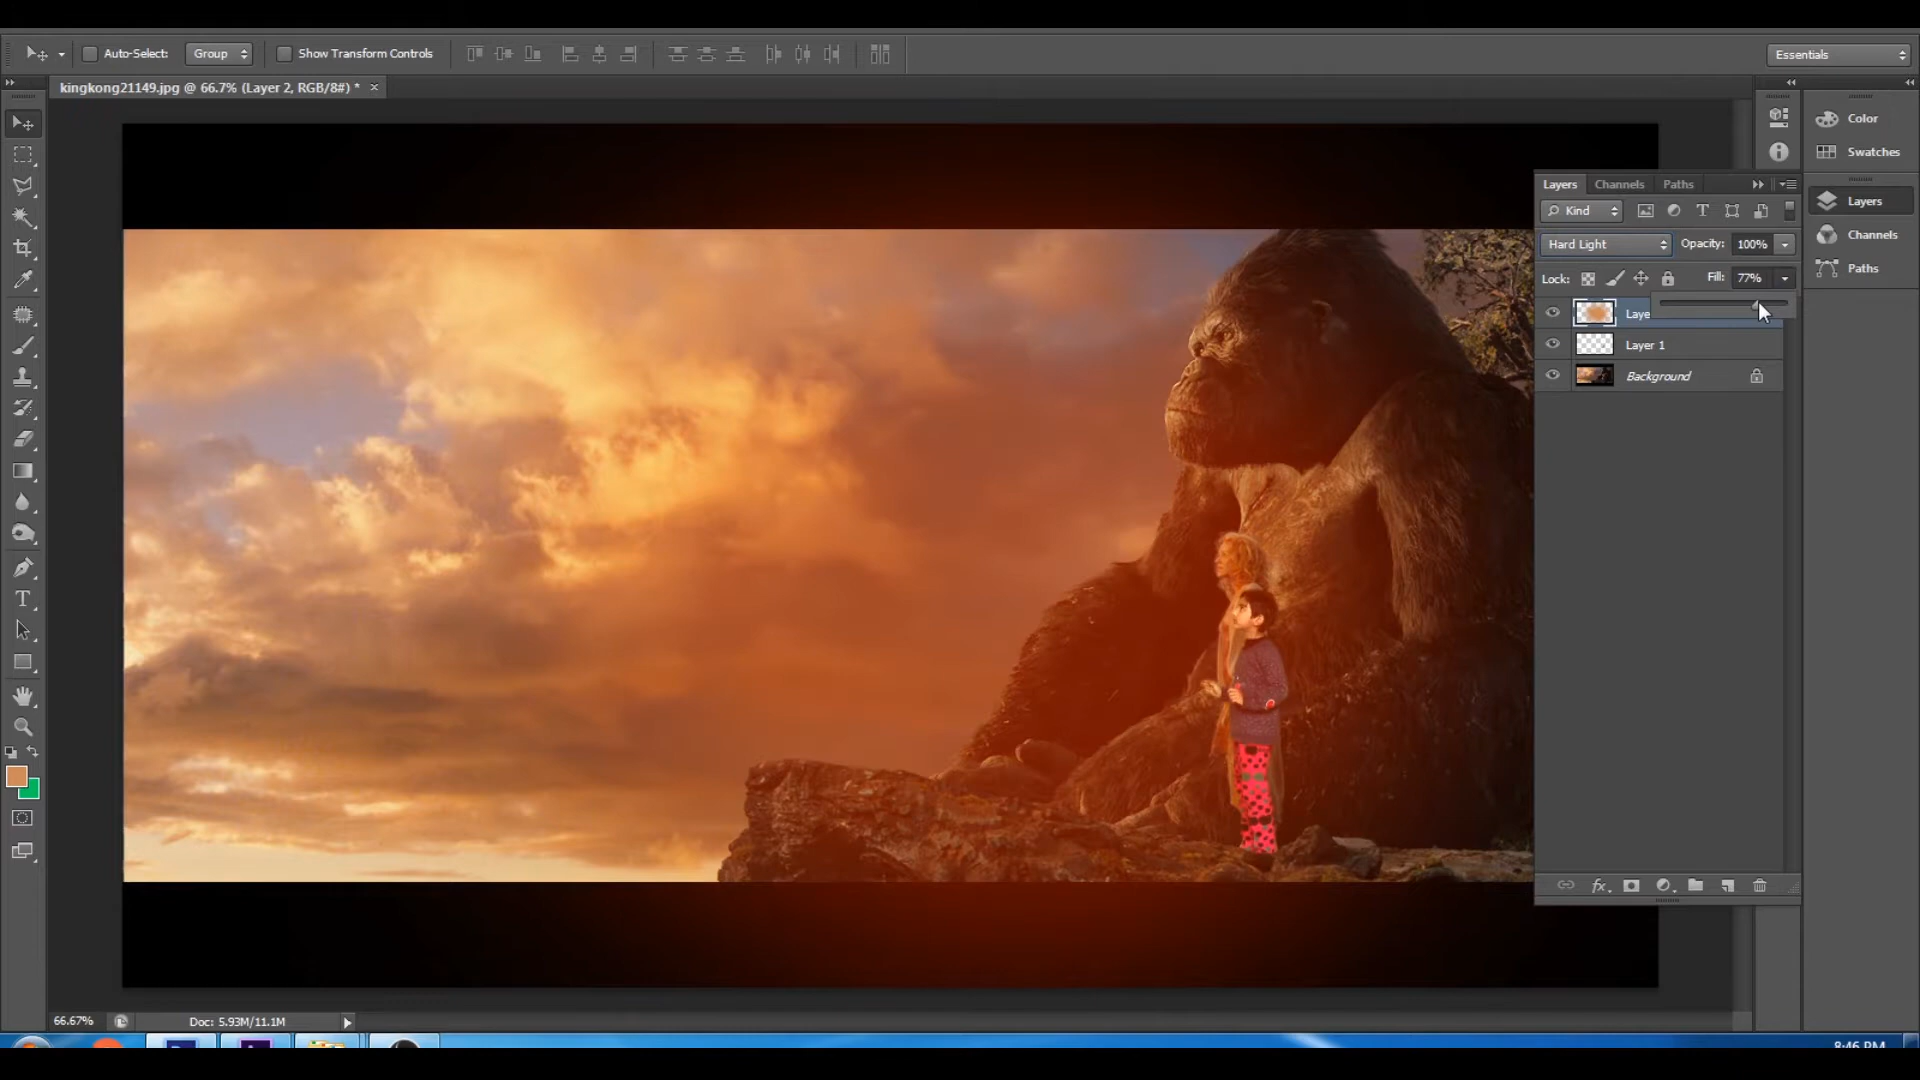 Auto-Select: Group Show Transform Controls Essentials
kingkong21149.jpg @ 66.7% (Layer 2, RGB/8#) * ×
Color
Swatches
Layers Channels Paths
Layers
Kind
Channels
Hard Light Opacity: 100%
Paths
Lock: Fill: 77%
Laye
Layer 1
Background
fx
66.67% Doc: 5.93M/11.1M
8:46 PM